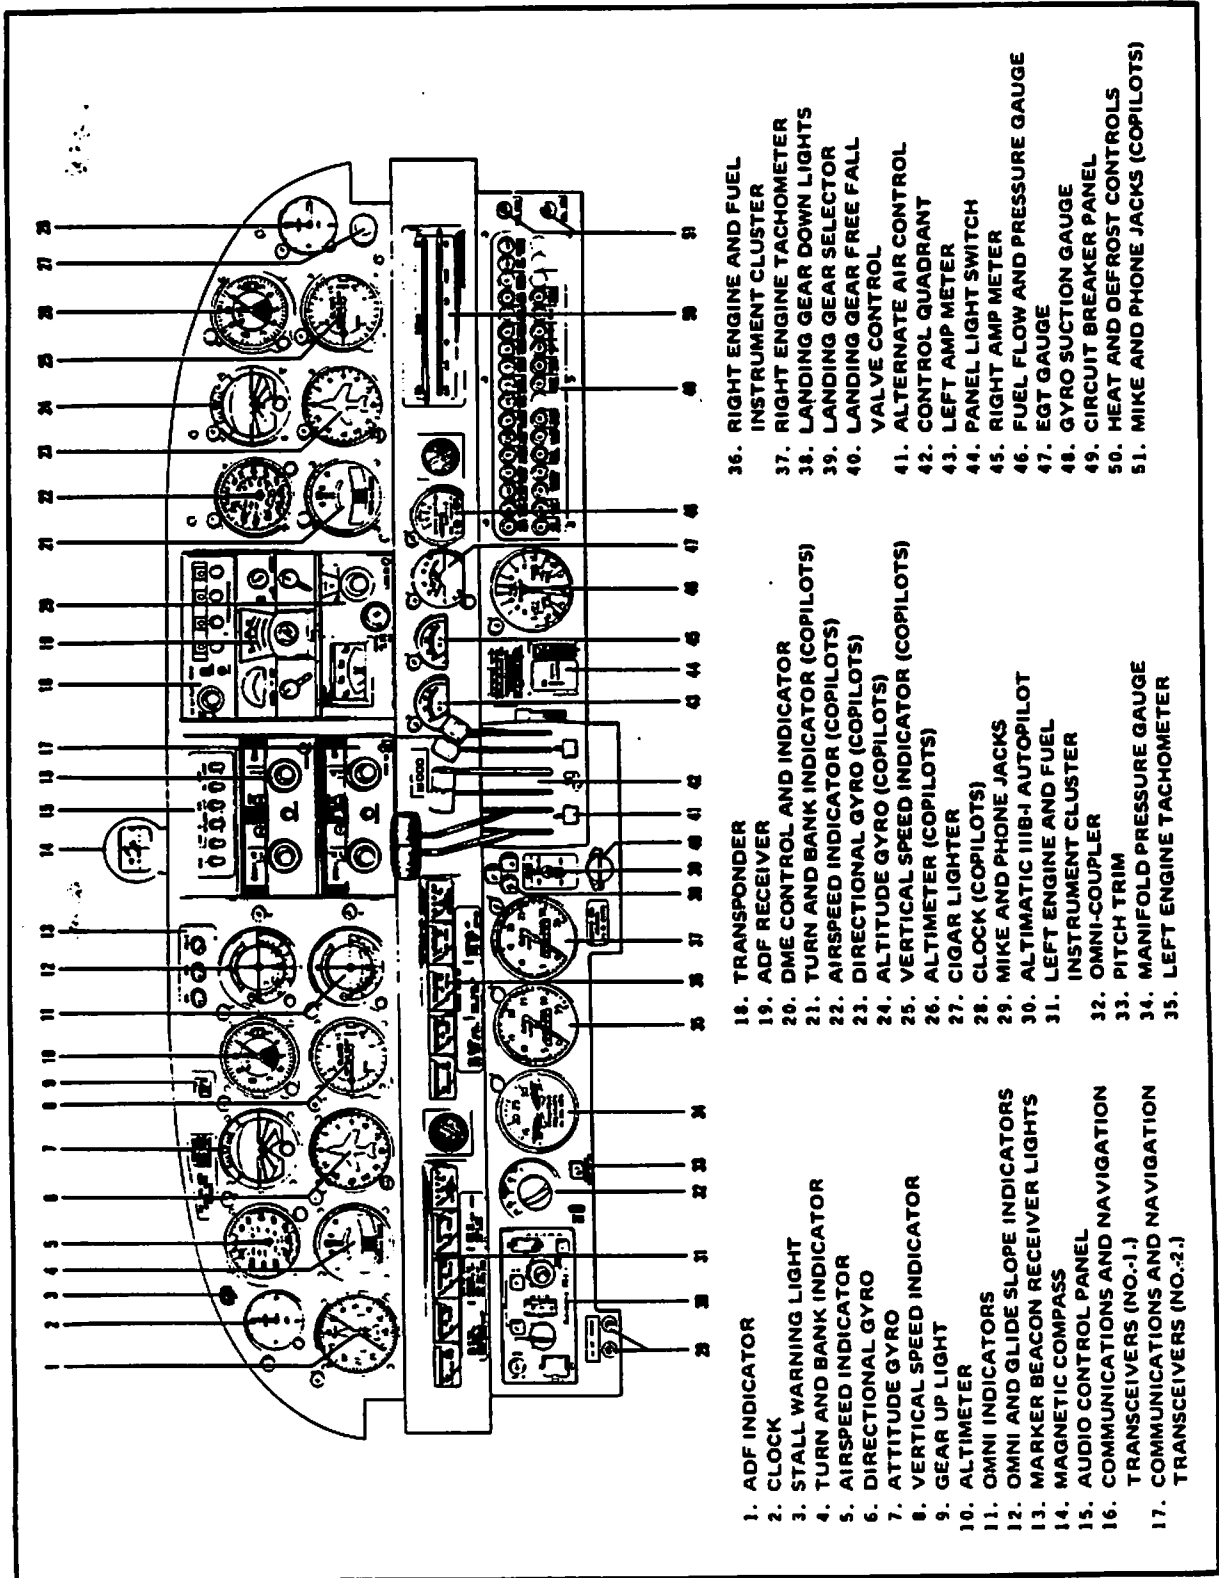 1. ADF INDICATOR
2. CLOCK
3. STALL WARNING LIGHT
4. TURN AND BANK INDICATOR
5. AIRSPEED INDICATOR
6. DIRECTIONAL GYRO
7. ATTITUDE GYRO
8. VERTICAL SPEED INDICATOR
9. GEAR UP LIGHT
10. ALTIMETER
11. OMNI INDICATORS
12. OMNI AND GLIDE SLOPE INDICATORS
13. MARKER BEACON RECEIVER LIGHTS
14. MAGNETIC COMPASS
15. AUDIO CONTROL PANEL
16. COMMUNICATIONS AND NAVIGATION
TRANSCEIVERS (NO.-1.)
17. COMMUNICATIONS AND NAVIGATION
TRANSCEIVERS (NO.-2.)
18. TRANSPONDER
19. ADF RECEIVER
20. DME CONTROL AND INDICATOR
21. TURN AND BANK INDICATOR (COPILOTS)
22. AIRSPEED INDICATOR (COPILOTS)
23. DIRECTIONAL GYRO (COPILOTS)
24. ALTITUDE GYRO (COPILOTS)
25. VERTICAL SPEED INDICATOR (COPILOTS)
26. ALTIMETER (COPILOTS)
27. CIGAR LIGHTER
28. CLOCK (COPILOTS)
29. MIKE AND PHONE JACKS
30. ALTIMATIC IIIB-I AUTOPILOT
31. LEFT ENGINE AND FUEL
INSTRUMENT CLUSTER
32. OMNI-COUPLER
33. PITCH TRIM
34. MANIFOLD PRESSURE GAUGE
35. LEFT ENGINE TACHOMETER
36. RIGHT ENGINE AND FUEL
INSTRUMENT CLUSTER
37. RIGHT ENGINE TACHOMETER
38. LANDING GEAR DOWN LIGHTS
39. LANDING GEAR SELECTOR
40. LANDING GEAR FREE FALL
VALVE CONTROL
41. ALTERNATE AIR CONTROL
42. CONTROL QUADRANT
43. LEFT AMP METER
44. PANEL LIGHT SWITCH
45. RIGHT AMP METER
46. FUEL FLOW AND PRESSURE GAUGE
47. EGT GAUGE
48. GYRO SUCTION GAUGE
49. CIRCUIT BREAKER PANEL
50. HEAT AND DEFROST CONTROLS
51. MIKE AND PHONE JACKS (COPILOTS)